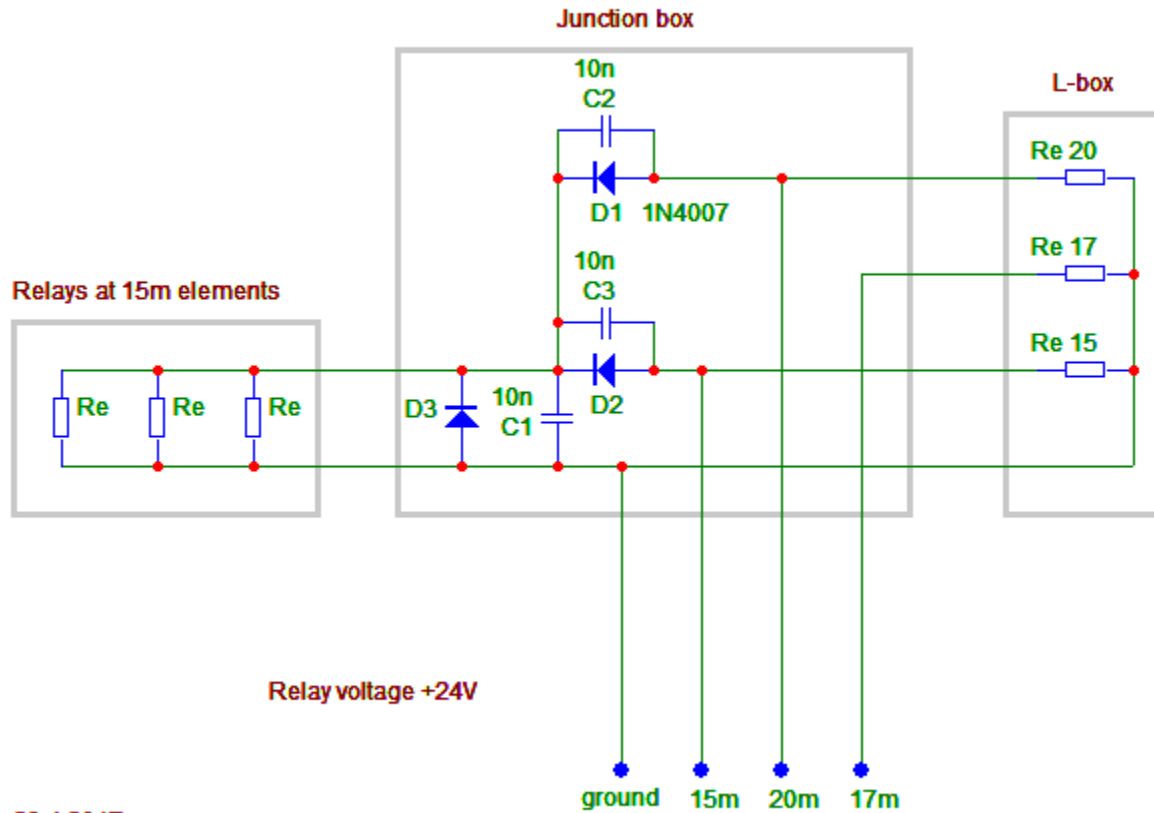 Junction box
10n
C2
L-box
Re 20
D1 1N4007
Re 17
10n
C3
Relays at 15m elements
Re 15
Re Re Re
D3
10n
C1
D2
Relay voltage +24V
ground 15m 20m 17m